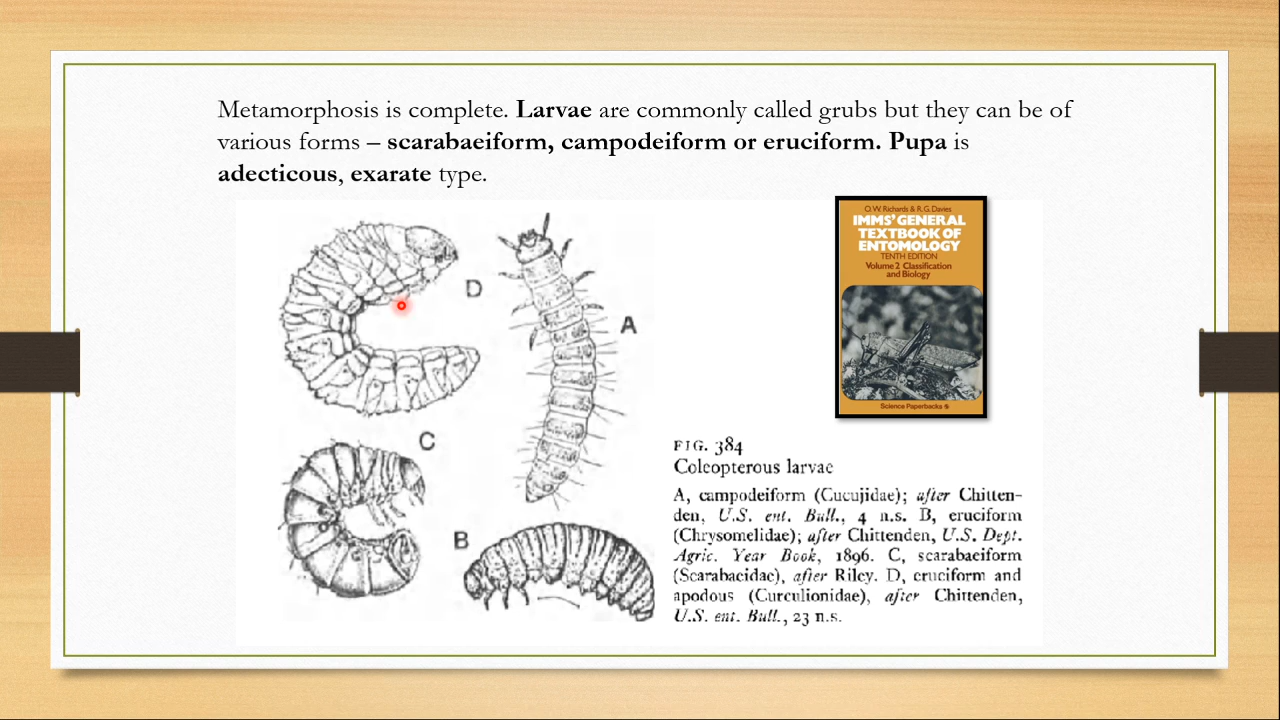 Metamorphosis is complete. Larvae are commonly called grubs but they can be of
various forms – scarabaeiform, campodeiform or eruciform. Pupa is
adecticous, exarate type.
O. W. Richards & R. G. Davies
IMMS' GENERAL
TEXTBOOK OF
ENTOMOLOGY
TENTH EDITION
Volume 2 Classification
and Biology
Science Paperbacks
D
A
C
B
FIG. 384
Coleopterous larvae
A, campodeiform (Cucujidae); after Chitten-
den, U.S. ent. Bull., 4 n.s. B, eruciform
(Chrysomelidae); after Chittenden, U.S. Dept.
Agric. Year Book, 1896. C, scarabaeiform
(Scarabaeidae), after Riley. D, eruciform and
apodous (Curculionidae), after Chittenden,
U.S. ent. Bull., 23 n.s.